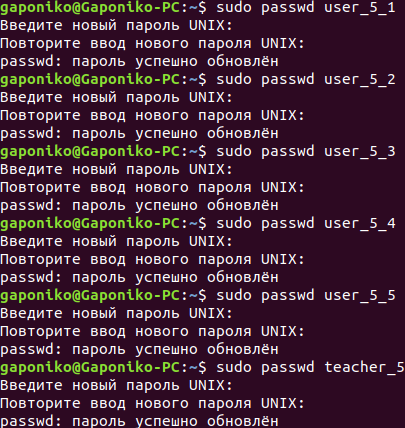 gaponiko@Gaponiko-PC:~$ sudo passwd user_5_1
Введите новый пароль UNIX:
Повторите ввод нового пароля UNIX:
passwd: пароль успешно обновлён
gaponiko@Gaponiko-PC:~$ sudo passwd user_5_2
Введите новый пароль UNIX:
Повторите ввод нового пароля UNIX:
passwd: пароль успешно обновлён
gaponiko@Gaponiko-PC:~$ sudo passwd user_5_3
Введите новый пароль UNIX:
Повторите ввод нового пароля UNIX:
passwd: пароль успешно обновлён
gaponiko@Gaponiko-PC:~$ sudo passwd user_5_4
Введите новый пароль UNIX:
Повторите ввод нового пароля UNIX:
passwd: пароль успешно обновлён
gaponiko@Gaponiko-PC:~$ sudo passwd user_5_5
Введите новый пароль UNIX:
Повторите ввод нового пароля UNIX:
passwd: пароль успешно обновлён
gaponiko@Gaponiko-PC:~$ sudo passwd teacher_5
Введите новый пароль UNIX:
Повторите ввод нового пароля UNIX:
passwd: пароль успешно обновлён